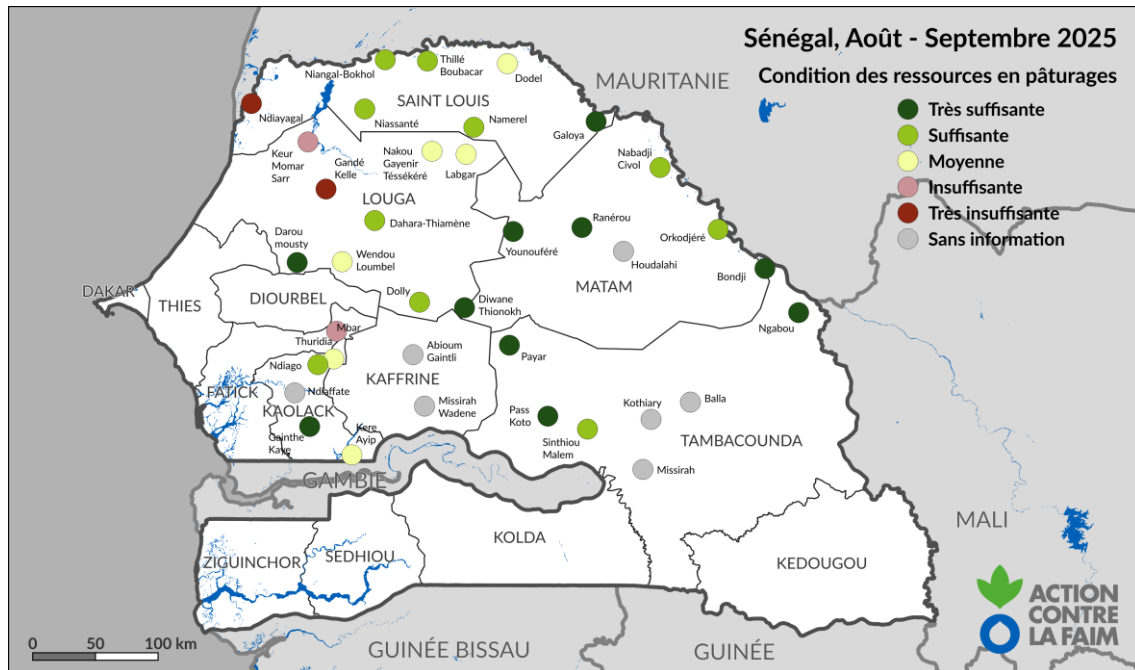 Sénégal, Août - Septembre 2025
Condition des ressources en pâturages
Très suffisante
Suffisante
Moyenne
Insuffisante
Très insuffisante
Sans information
MAURITANIE
Niangal-Bokhol
Thillé
Boubacar
Dodel
SAINT LOUIS
Ndiayagal
Niassanté
Namerel
Galoya
Keur
Momar
Sarr
Gandé
Kelle
Nakou
Gayenir
Téssékéré
Labgar
Nabadji
Civol
LOUGA
Dahara-Thiamène
Ranérou
Younouféré
Orkodjéré
Darou
mousty
Wendou
Loumbel
Houdalahi
Bondji
MATAM
DAKAR
THIES
DIOURBEL
Dolly
Diwane
Thionokh
Ngabou
Mbar
Thuridia
Abioum
Gaintli
Payar
Ndiago
KAFFRINE
FATICK
Ndiaffate
KAOLACK
Missirah
Wadene
Pass
Koto
Kothiary
Balla
Gainthe
Kaye
Kere
Ayip
Sinthiou
Malem
TAMBACOUNDA
Missirah
GAMBIE
MALI
KOLDA
ZIGUINCHOR
SEDHIOU
KEDOUGOU
ACTION
CONTRE
LA FAIM
0 50 100 km
GUINÉE BISSAU
GUINÉE